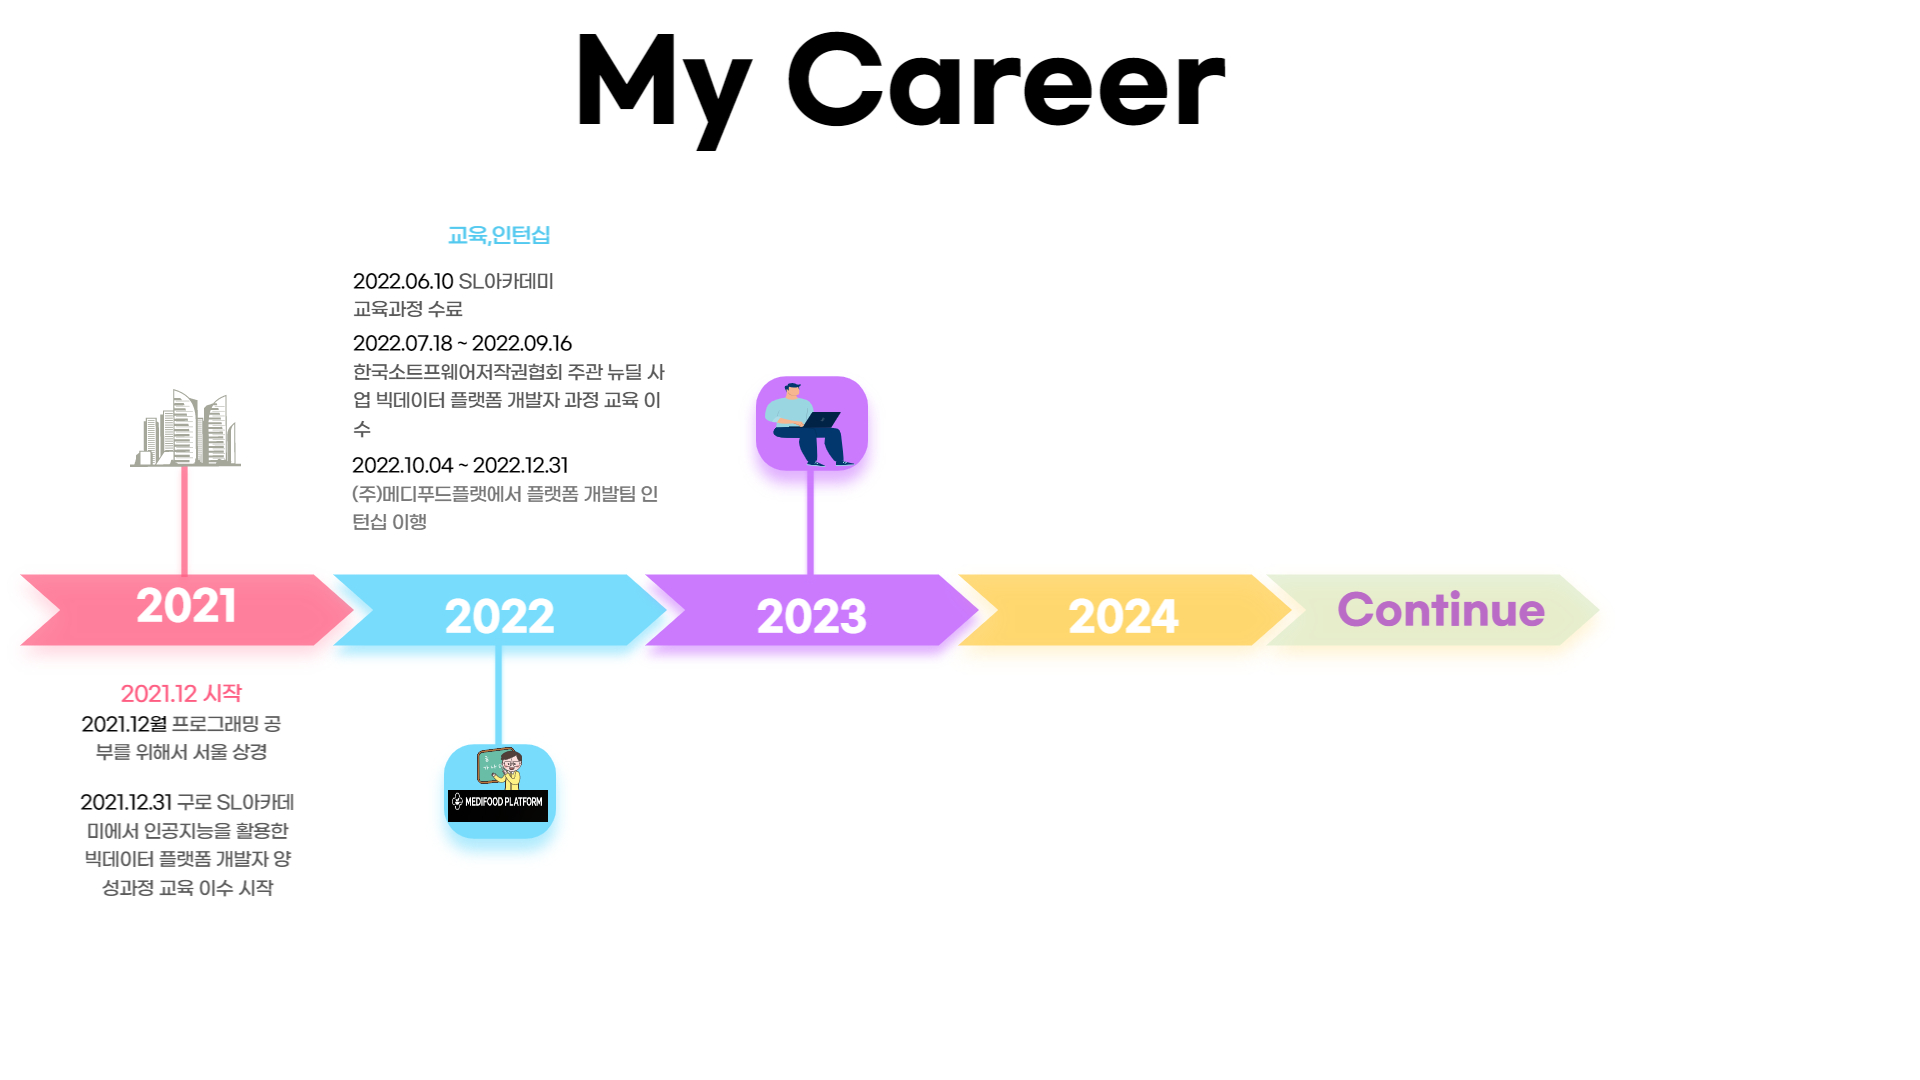 My Career
교육,인턴십
2022.06.10 SL아카데미
교육과정 수료
2022.07.18 ~ 2022.09.16
한국소트프웨어저작권협회 주관 뉴딜 사
업 빅데이터 플랫폼 개발자 과정 교육 이
수
2022.10.04 ~ 2022.12.31
(주)메디푸드플랫에서 플랫폼 개발팀 인
턴십 이행
2021
2022
2023
2024
Continue
2021.12 시작
2021.12월 프로그래밍 공
부를 위해서 서울 상경
2021.12.31 구로 SL아카데
미에서 인공지능을 활용한
빅데이터 플랫폼 개발자 양
성과정 교육 이수 시작
MEDIFOOD PLATFORM